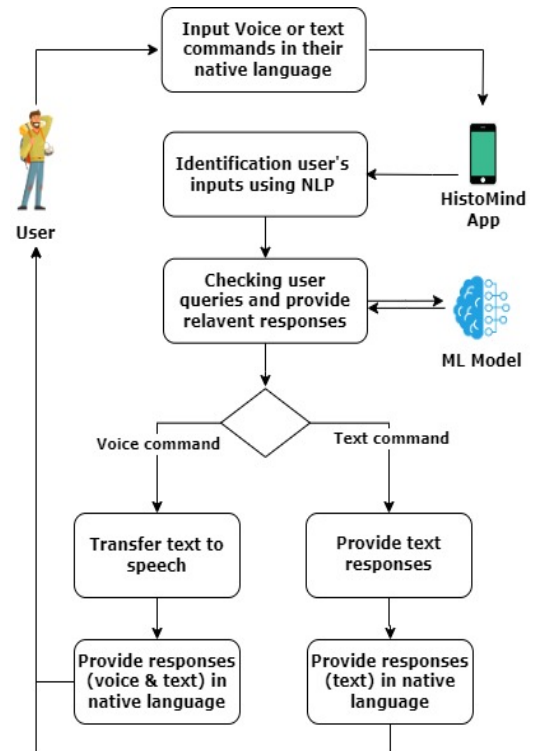 Input Voice or text
commands in their
native language
User
HistoMind
App
Identification user's
inputs using NLP
Checking user
queries and provide
relavent responses
ML Model
Voice command
Text command
Transfer text to
speech
Provide text
responses
Provide responses
(voice & text) in
native language
Provide responses
(text) in native
language